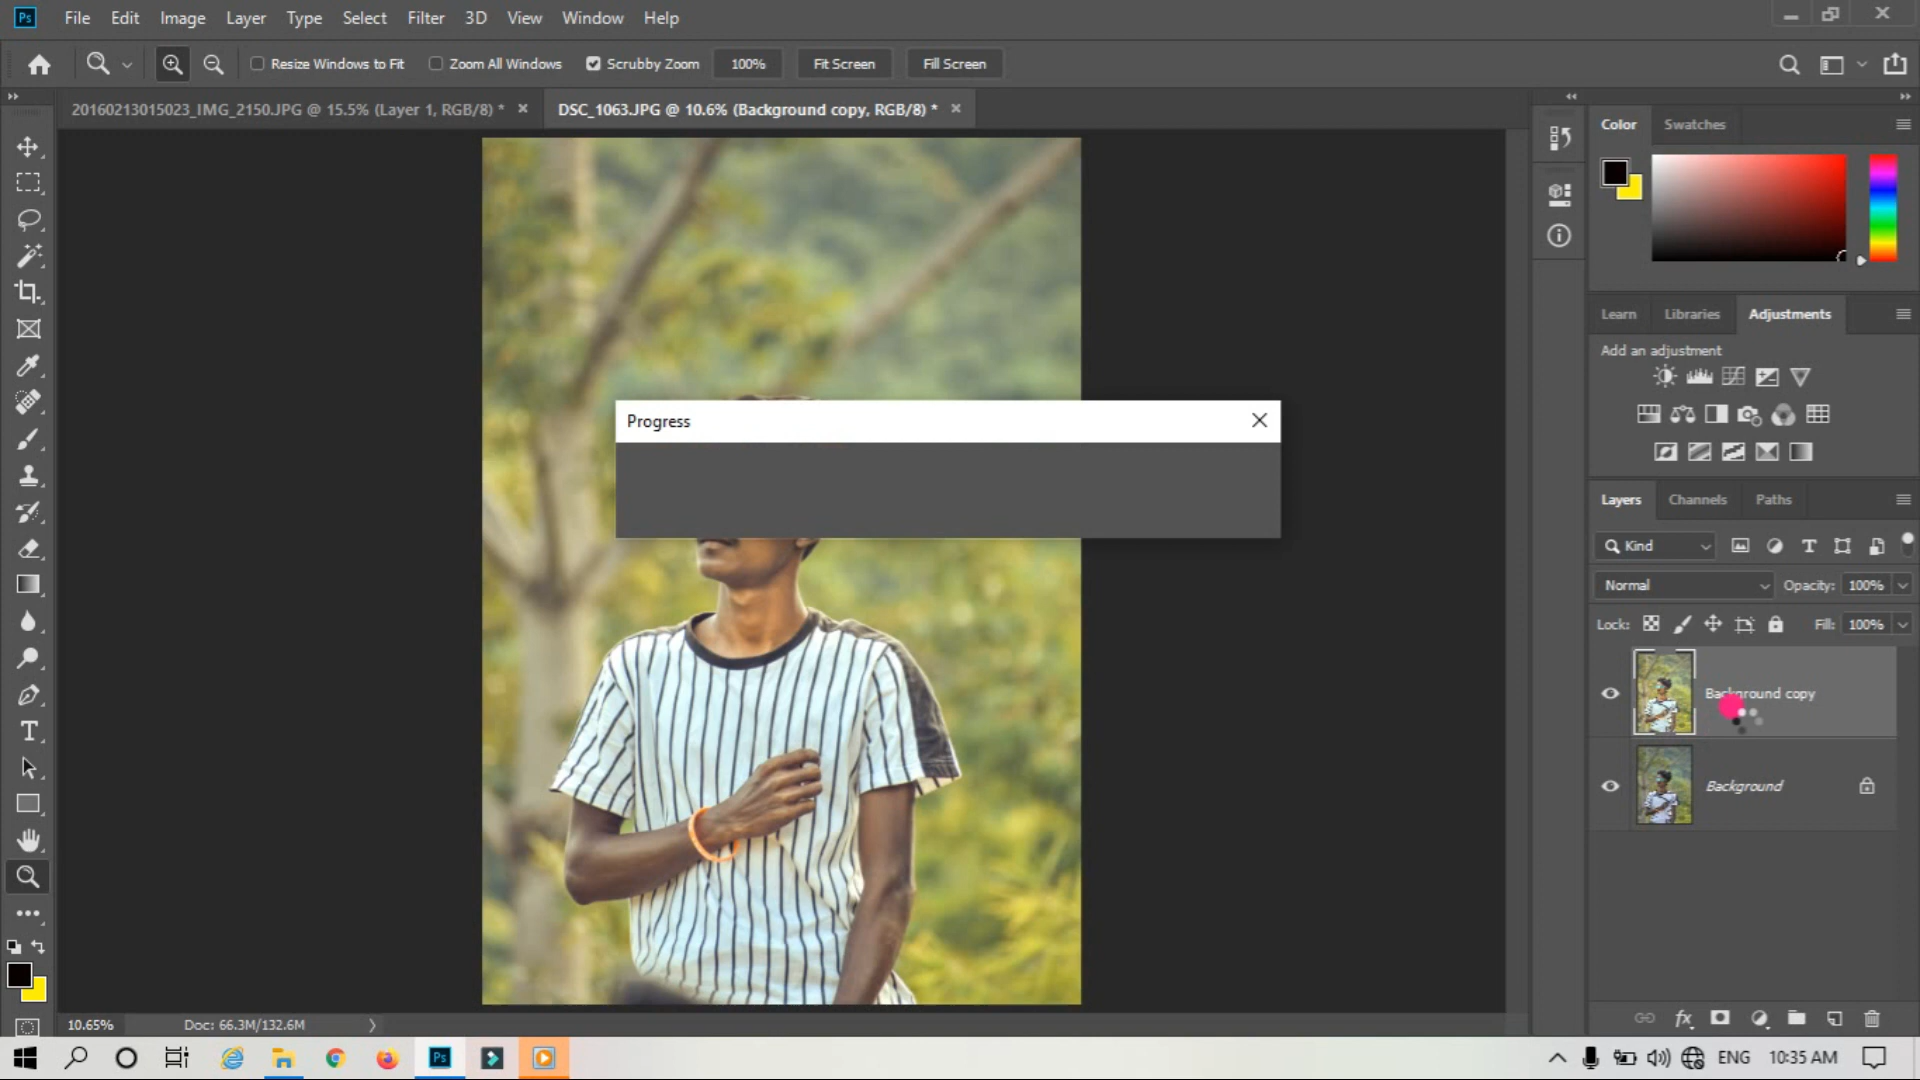 Ps File Edit Image Layer Type Select Filter 3D View Window Help
Resize Windows to Fit Zoom All Windows Scrubby Zoom 100% Fit Screen Fill Screen
20160213015023_IMG_2150.JPG @ 15.5% (Layer 1, RGB/8) * DSC_1063.JPG @ 10.6% (Background copy, RGB/8) *
Color Swatches
Learn Libraries Adjustments
Add an adjustment
Progress
Layers Channels Paths
Kind
Normal Opacity: 100%
Lock: Fill: 100%
Background copy
Background
10.65% Doc: 66.3M/132.6M
Ps ENG 10:35 AM